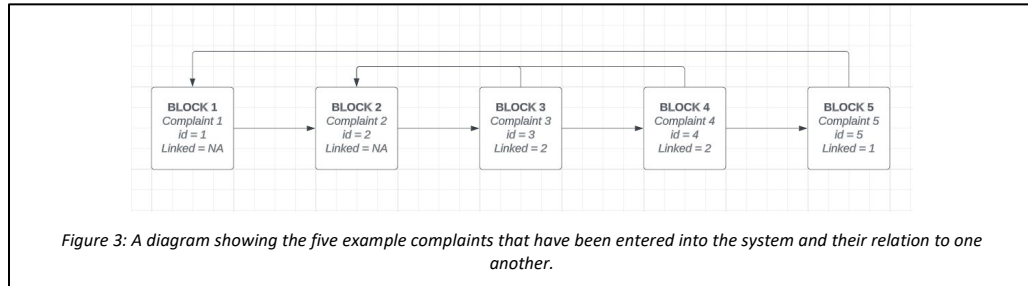 BLOCK 1
Complaint 1
id = 1
Linked = NA
BLOCK 2
Complaint 2
id = 2
Linked = NA
BLOCK 3
Complaint 3
id = 3
Linked = 2
BLOCK 4
Complaint 4
id = 4
Linked = 2
BLOCK 5
Complaint 5
id = 5
Linked = 1
Figure 3: A diagram showing the five example complaints that have been entered into the system and their relation to one
another.